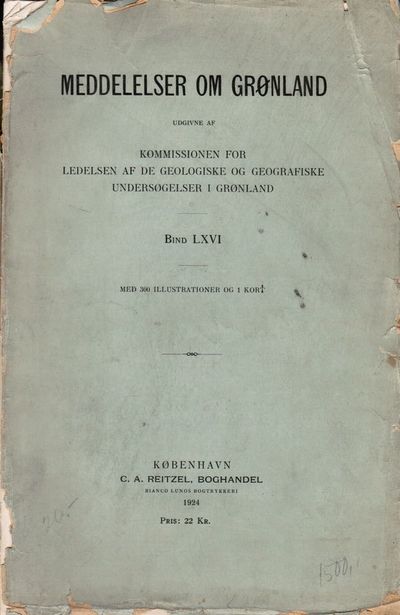 MEDDELELSER OM GRØNLAND
UDGIVNE AF
KOMMISSIONEN FOR
LEDELSEN AF DE GEOLOGISKE OG GEOGRAFISKE
UNDERSØGELSER I GRØNLAND
BIND LXVI
MED 300 ILLUSTRATIONER OG 1 KORT
KØBENHAVN
C. A. REITZEL, BOGHANDEL
BIANCO LUNOS BOGTRYKKERI
1924
PRIS: 22 KR.
1500,-